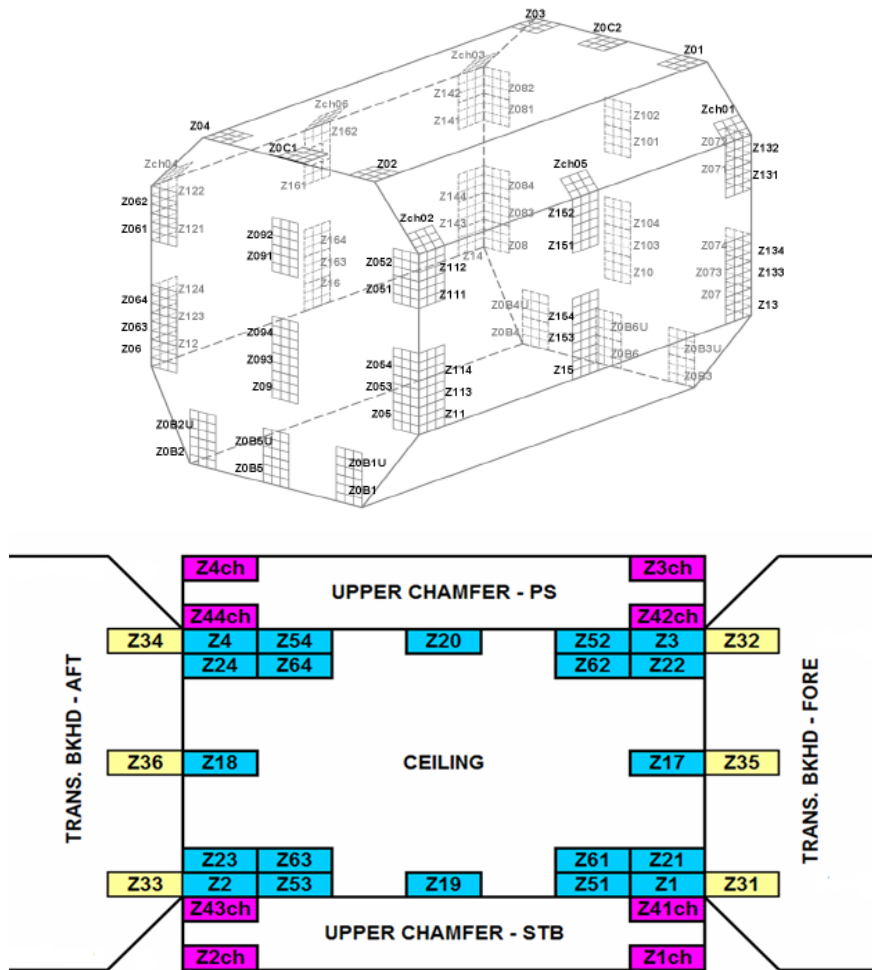 Z03
Z0C2
Z01
Zch03
Z142
Z082
Z081
Z141
Z102
Z101
Zch01
Z072
Z132
Z071
Z131
Zch06
Z04
Z162
Z0C1
Z02
Zch04
Z161
Z122
Z062
Z061
Z121
Zch05
Z144
Z084
Z143
Z083
Z152
Z151
Z14
Z08
Z104
Z103
Z10
Zch02
Z092
Z091
Z164
Z163
Z16
Z052
Z112
Z051
Z111
Z074
Z134
Z073
Z133
Z07
Z13
Z124
Z064
Z123
Z063
Z12
Z06
Z0B4U
Z0B4
Z154
Z153
Z15
Z0B6U
Z0B6
Z0B3U
Z0B3
Z094
Z093
Z09
Z054
Z114
Z053
Z113
Z05
Z11
Z0B2U
Z0B2
Z0B5U
Z0B5
Z0B1U
Z0B1
Z4ch
Z3ch
UPPER CHAMFER - PS
Z44ch
Z42ch
Z34 Z4 Z54 Z20 Z52 Z3 Z32
Z24 Z64 Z62 Z22
TRANS. BKHD - AFT
Z36 Z18 CEILING Z17 Z35
TRANS. BKHD - FORE
Z23 Z63 Z61 Z21
Z33 Z2 Z53 Z19 Z51 Z1 Z31
Z43ch
Z41ch
UPPER CHAMFER - STB
Z2ch
Z1ch